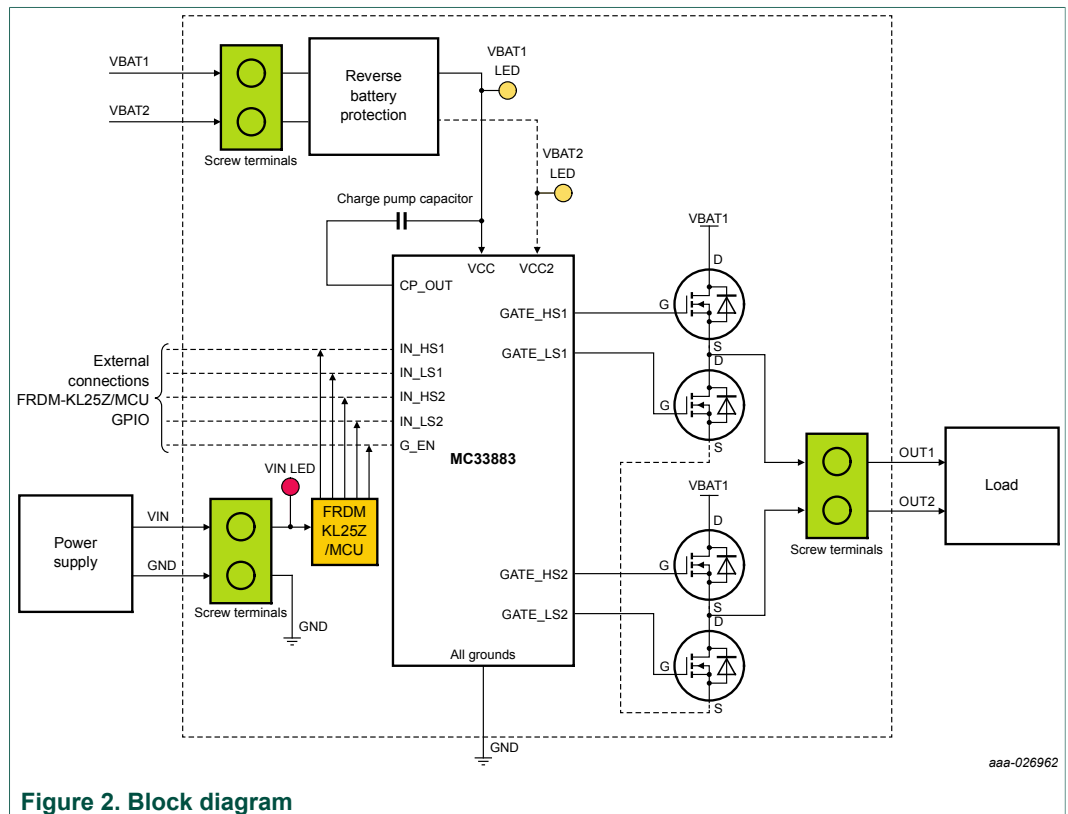 VBAT1
VBAT2
Screw terminals
Reverse
battery
protection
VBAT1
LED
VBAT2
LED
Charge pump capacitor
VCC
VCC2
CP_OUT
GATE_HS1
GATE_LS1
IN_HS1
IN_LS1
IN_HS2
IN_LS2
G_EN
External
connections
FRDM-KL25Z/MCU
GPIO
MC33883
VIN LED
FRDM
KL25Z
/MCU
Power
supply
VIN
GND
Screw terminals
GND
GATE_HS2
GATE_LS2
All grounds
GND
VBAT1
D
G
S
D
G
S
VBAT1
D
G
S
D
G
S
Screw terminals
OUT1
OUT2
Load
aaa-026962
Figure 2. Block diagram